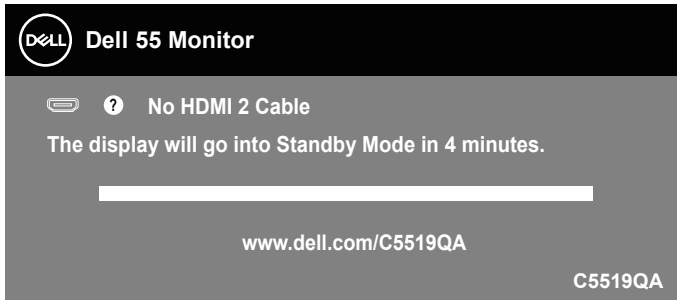 DELL Dell 55 Monitor
? No HDMI 2 Cable
The display will go into Standby Mode in 4 minutes.
www.dell.com/C5519QA
C5519QA